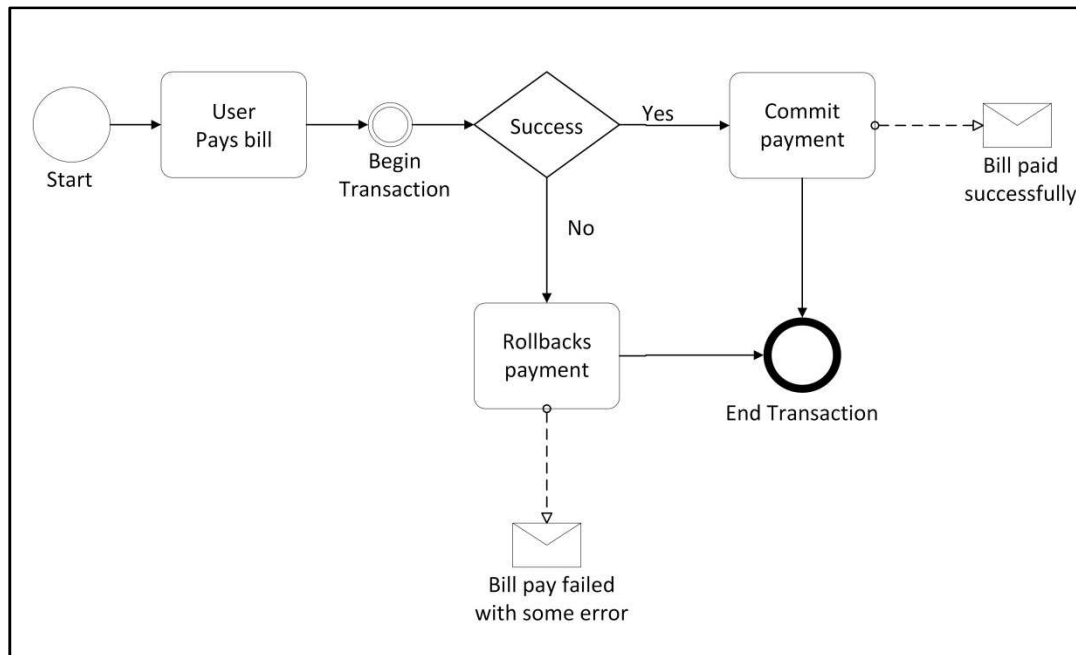 Start
User
Pays bill
Begin
Transaction
Success
Yes
Commit
payment
Bill paid
successfully
No
Rollbacks
payment
End Transaction
Bill pay failed
with some error